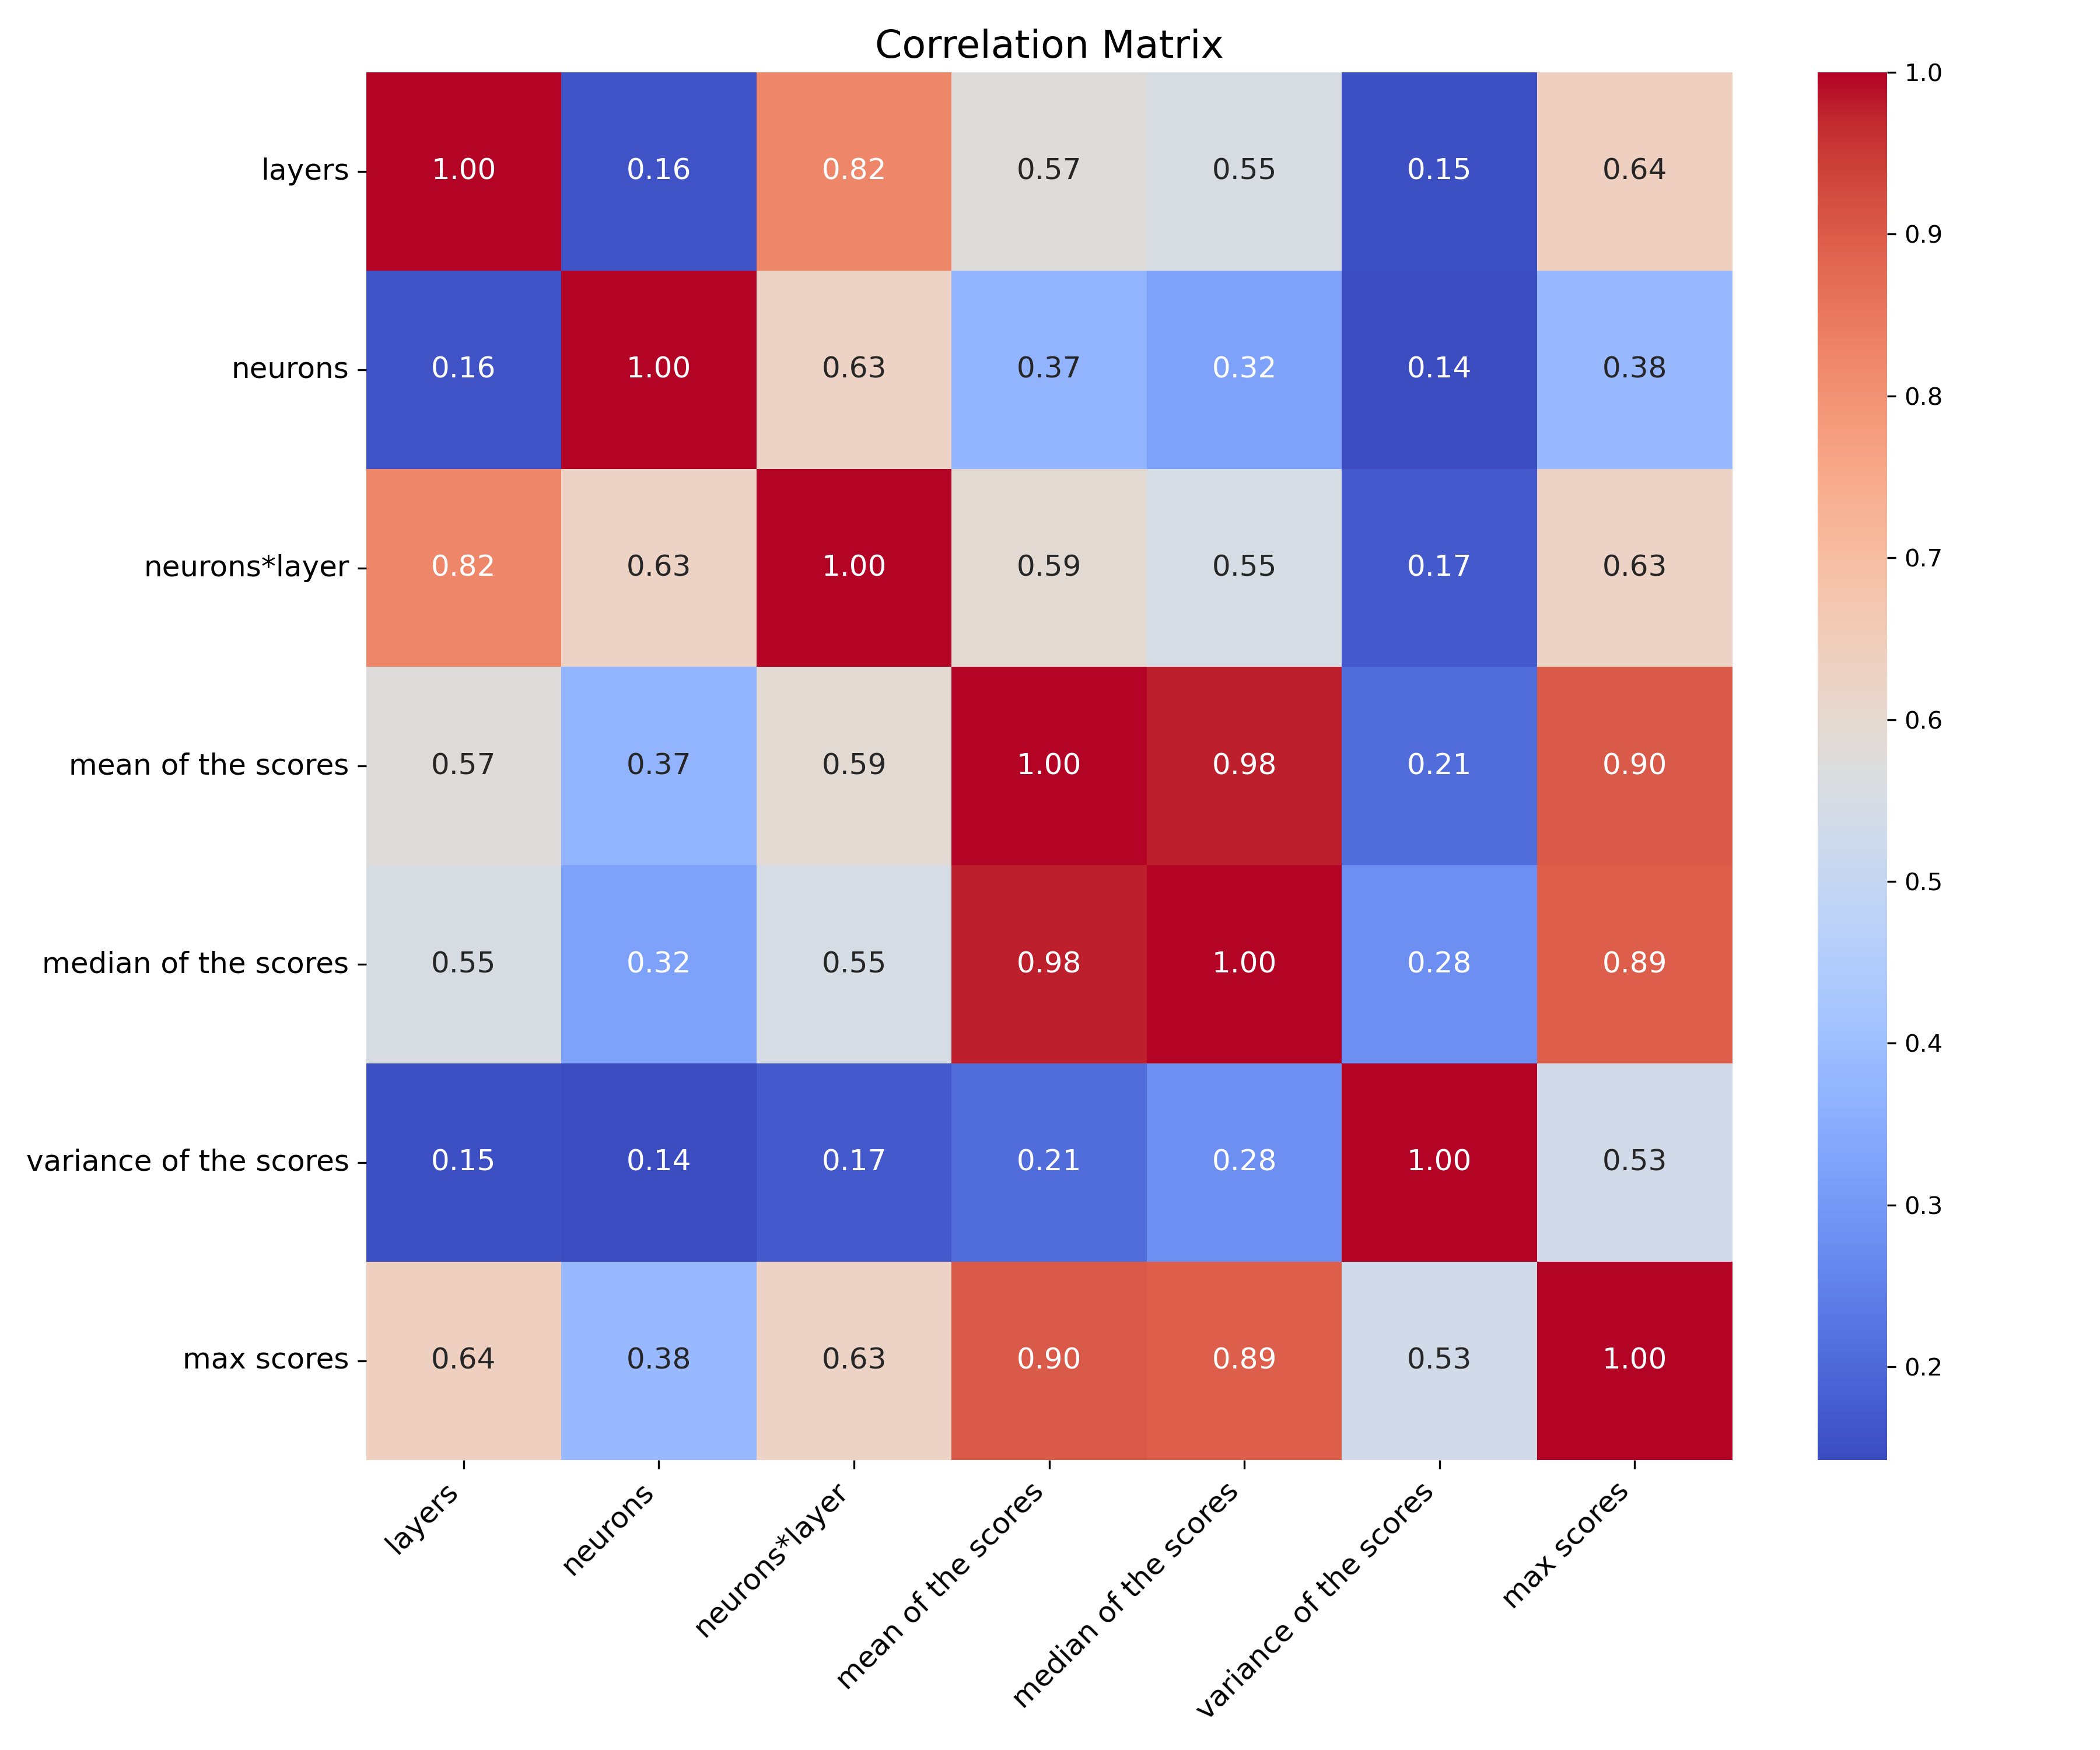 Correlation Matrix
layers 1.00 0.16 0.82 0.57 0.55 0.15 0.64
neurons 0.16 1.00 0.63 0.37 0.32 0.14 0.38
neurons*layer 0.82 0.63 1.00 0.59 0.55 0.17 0.63
mean of the scores 0.57 0.37 0.59 1.00 0.98 0.21 0.90
median of the scores 0.55 0.32 0.55 0.98 1.00 0.28 0.89
variance of the scores 0.15 0.14 0.17 0.21 0.28 1.00 0.53
max scores 0.64 0.38 0.63 0.90 0.89 0.53 1.00
layers
neurons
neurons*layer
mean of the scores
median of the scores
variance of the scores
max scores
1.0
0.9
0.8
0.7
0.6
0.5
0.4
0.3
0.2